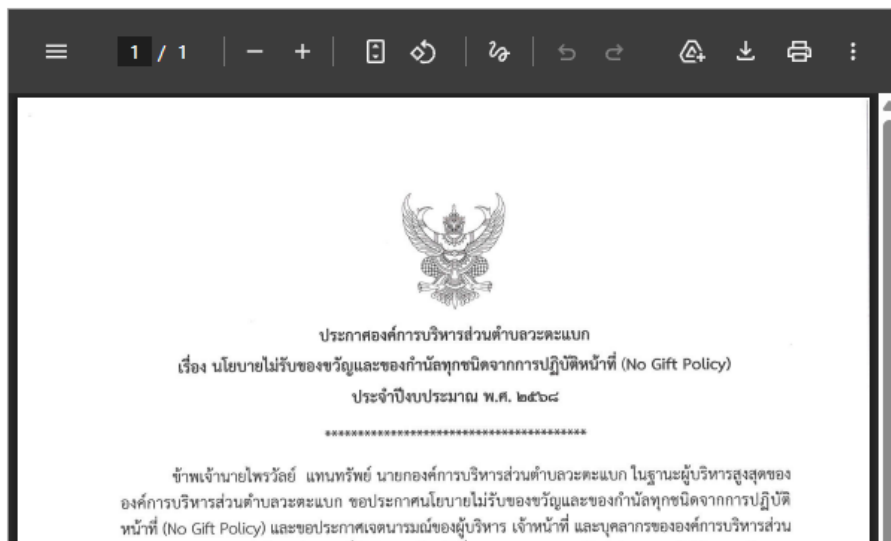 1 / 1
ประกาศองค์การบริหารส่วนตำบลวะตะแบก
เรื่อง นโยบายไม่รับของขวัญและของกำนัลทุกชนิดจากการปฏิบัติหน้าที่ (No Gift Policy)
ประจำปีงบประมาณ พ.ศ. ๒๕๖๘
****************************************
ข้าพเจ้านายไพรวัลย์ แทนทรัพย์ นายกองค์การบริหารส่วนตำบลวะตะแบก ในฐานะผู้บริหารสูงสุดของ
องค์การบริหารส่วนตำบลวะตะแบก ขอประกาศนโยบายไม่รับของขวัญและของกำนัลทุกชนิดจากการปฏิบัติ
หน้าที่ (No Gift Policy) และขอประกาศเจตนารมณ์ของผู้บริหาร เจ้าหน้าที่ และบุคลากรขององค์การบริหารส่วน